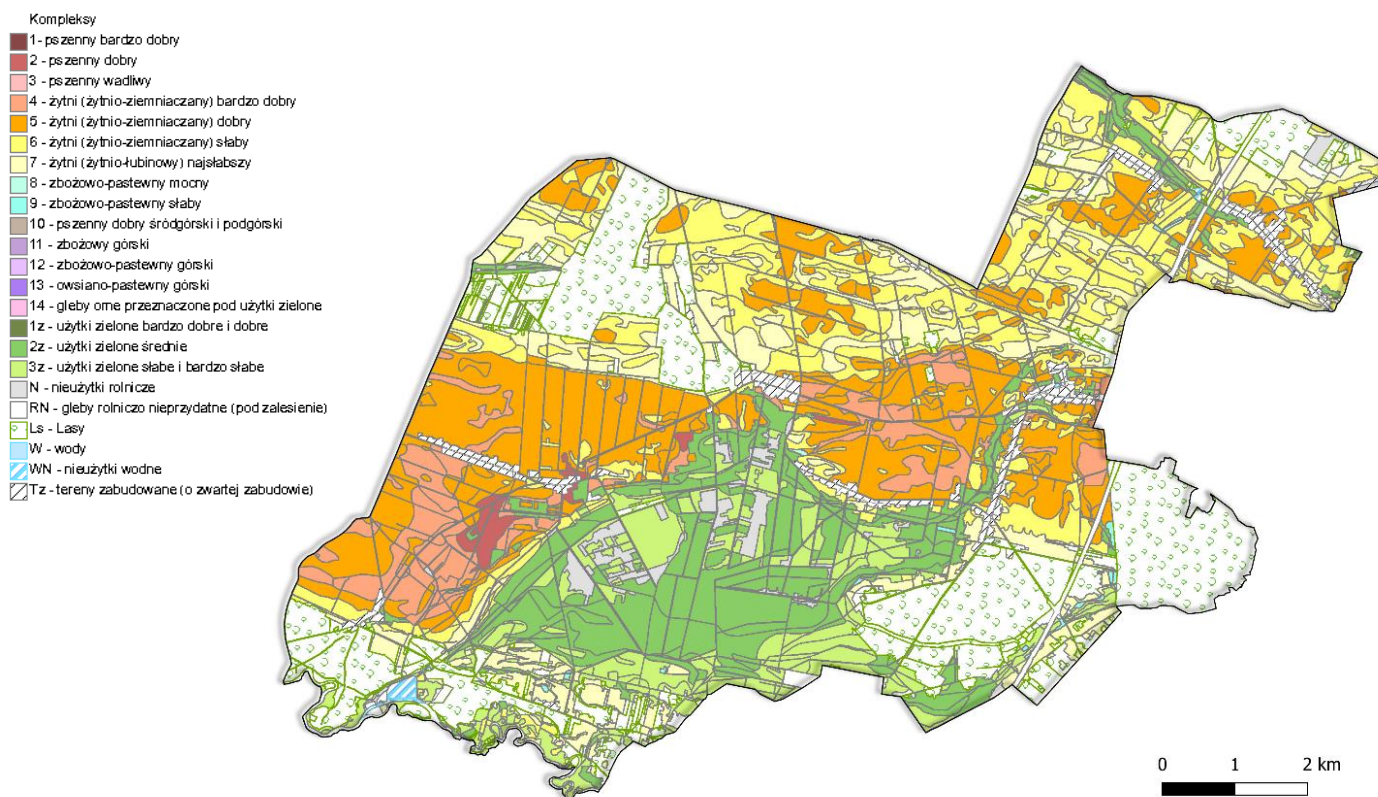 Kompleksy
1- pszenny bardzo dobry
2 - pszenny dobry
3 - pszenny wadliwy
4 - żytni (żytnio-ziemniaczany) bardzo dobry
5 - żytni (żytnio-ziemniaczany) dobry
6 - żytni (żytnio-ziemniaczany) słaby
7 - żytni (żytnio-łubinowy) najsłabszy
8 - zbożowo-pastewny mocny
9 - zbożowo-pastewny słaby
10 - pszenny dobry śródgórski i podgórski
11 - zbożowy górski
12 - zbożowo-pastewny górski
13 - owsiano-pastewny górski
14 - gleby orne przeznaczone pod użytki zielone
1z - użytki zielone bardzo dobre i dobre
2z - użytki zielone średnie
3z - użytki zielone słabe i bardzo słabe
N - nieużytki rolnicze
RN - gleby rolniczo nieprzydatne (pod zalesienie)
Ls - Lasy
W - wody
WN - nieużytki wodne
Tz - tereny zabudowane (o zwartej zabudowie)
0 1 2 km